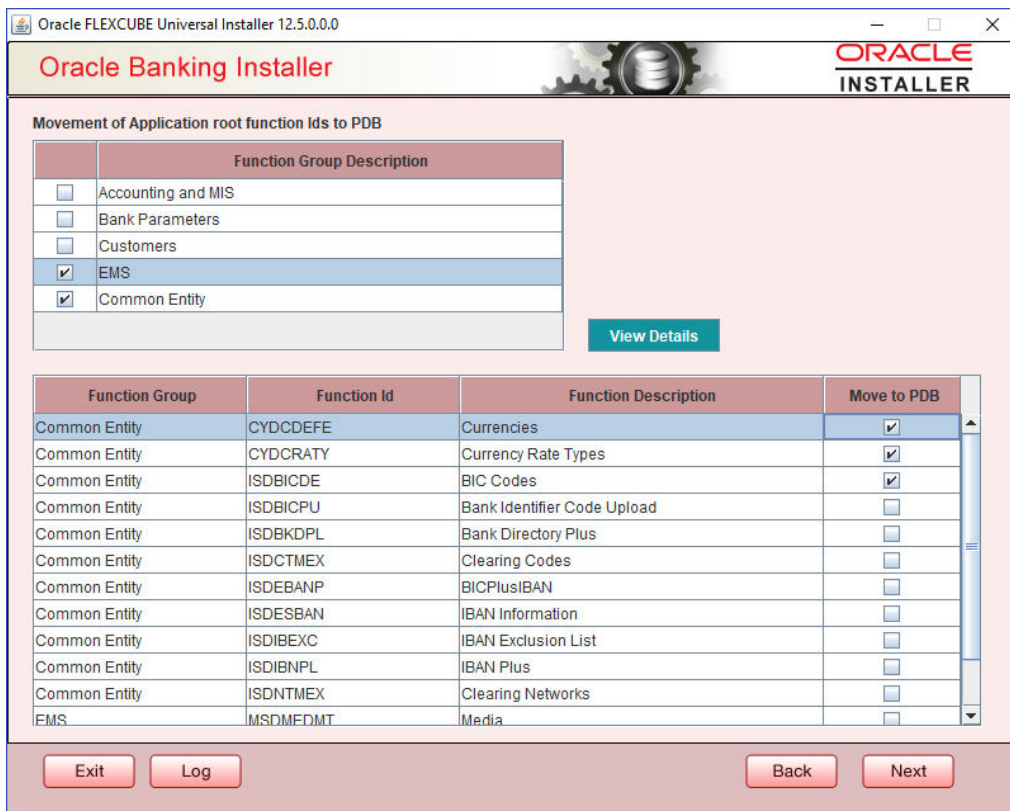 Oracle FLEXCUBE Universal Installer 12.5.0.0.0
Oracle Banking Installer
ORACLE
INSTALLER
Movement of Application root function Ids to PDB
Function Group Description
Accounting and MIS
Bank Parameters
Customers
EMS
Common Entity
View Details
Function Group Function Id Function Description Move to PDB
Common Entity CYDCDEFE Currencies
Common Entity CYDCRATY Currency Rate Types
Common Entity ISDBICDE BIC Codes
Common Entity ISDBICPU Bank Identifier Code Upload
Common Entity ISDBKDPL Bank Directory Plus
Common Entity ISDCTMEX Clearing Codes
Common Entity ISDEBANP BICPlusIBAN
Common Entity ISDESBAN IBAN Information
Common Entity ISDIBEXC IBAN Exclusion List
Common Entity ISDIBNPL IBAN Plus
Common Entity ISDNTMEX Clearing Networks
EMS MSDMEDMT Media
Exit Log Back Next